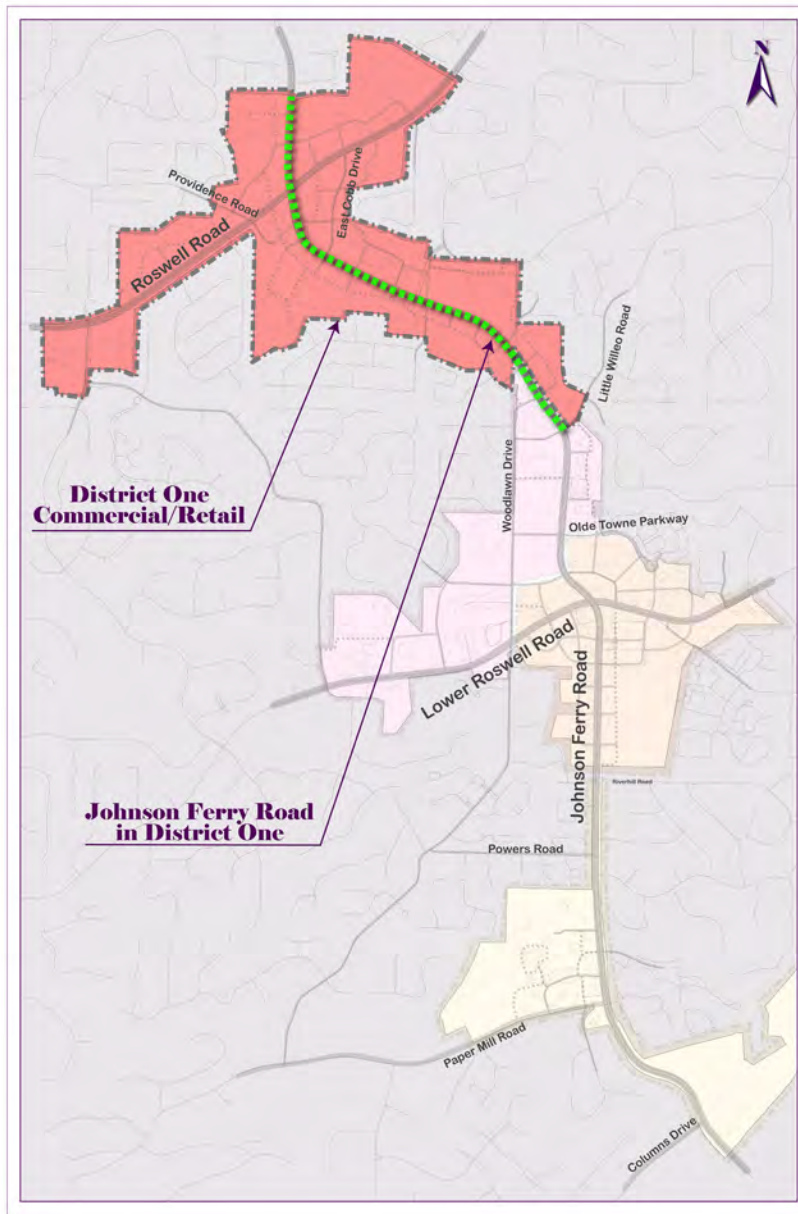 N
Providence Road
East Cobb Drive
Roswell Road
Little Willeo Road
District One
Commercial/Retail
Woodlawn Drive
Olde Towne Parkway
Lower Roswell Road
Johnson Ferry Road
Riverhill Road
Johnson Ferry Road
in District One
Powers Road
Paper Mill Road
Columns Drive